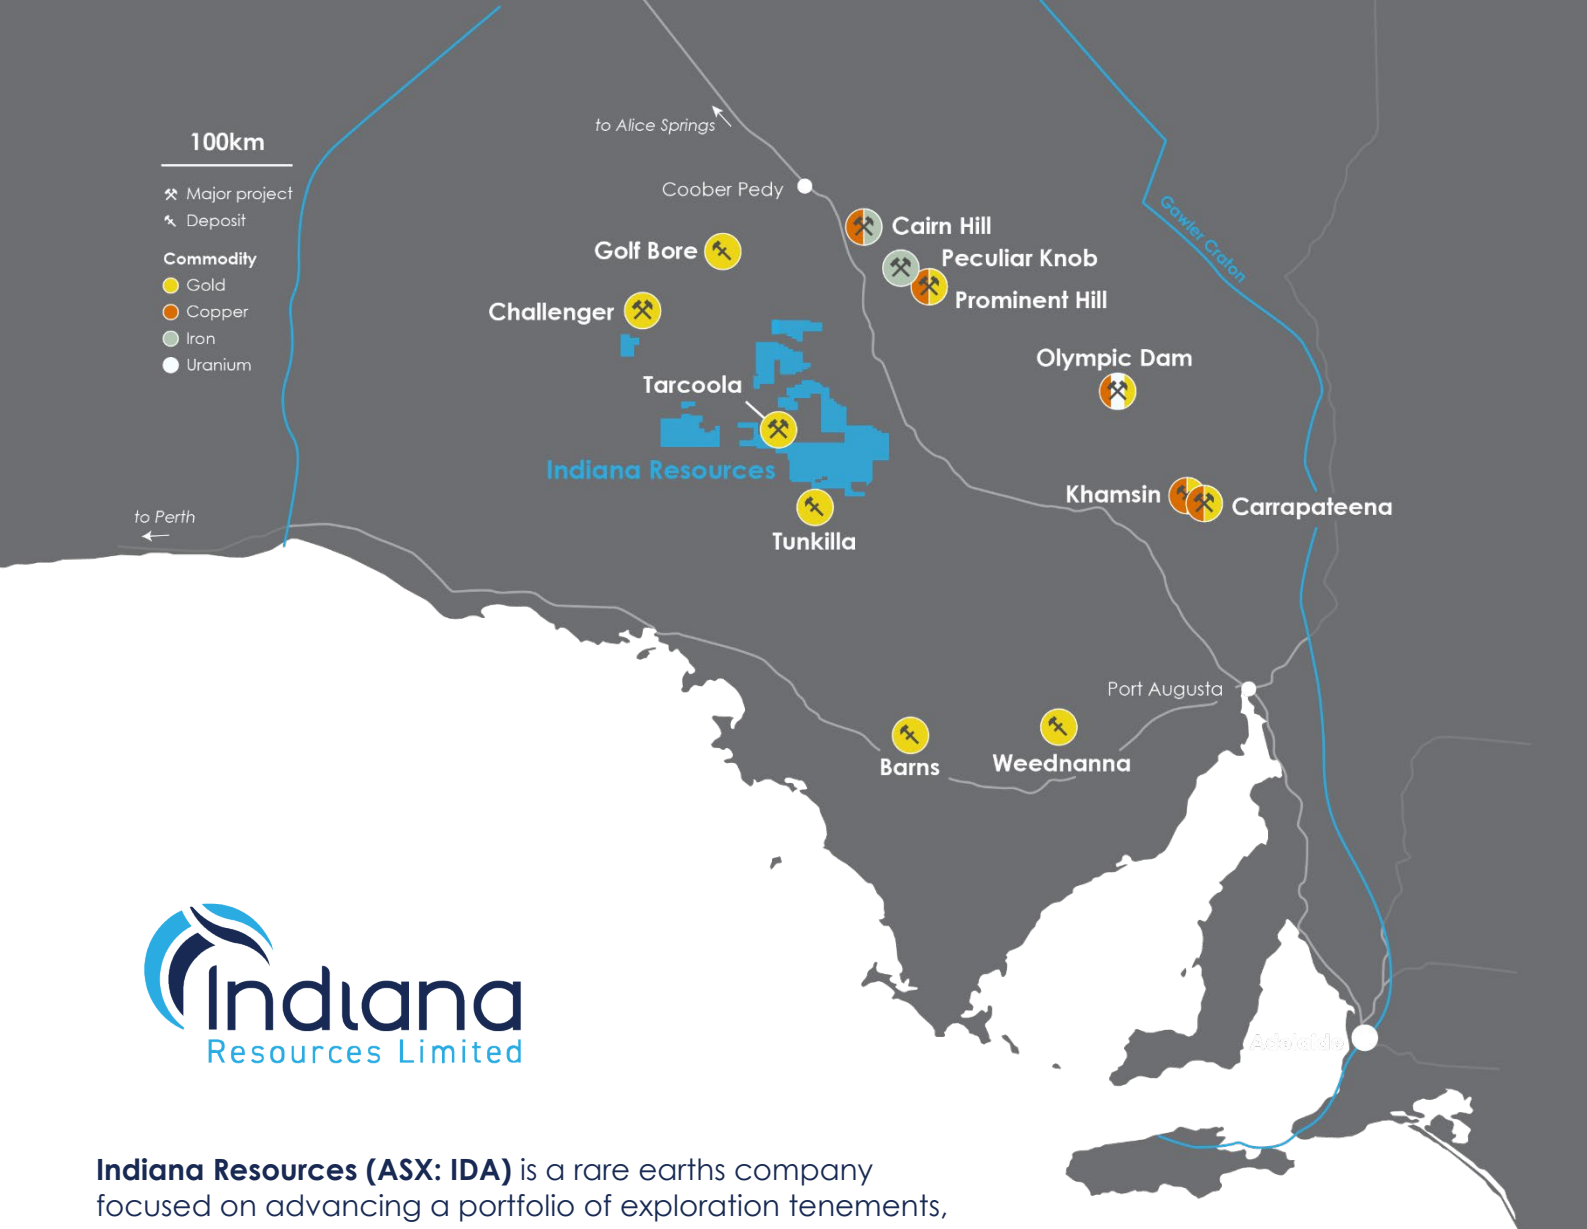 to Alice Springs
100km
Major project
Deposit
Commodity
Gold
Copper
Iron
Uranium
Coober Pedy
Cairn Hill
Golf Bore
Peculiar Knob
Prominent Hill
Gawler Craton
Challenger
Olympic Dam
Tarcoola
Indiana Resources
Khamsin
Carrapateena
to Perth
Tunkilla
Port Augusta
Barns
Weednanna
Adelaide
Indiana
Resources Limited
Indiana Resources (ASX: IDA) is a rare earths company
focused on advancing a portfolio of exploration tenements,